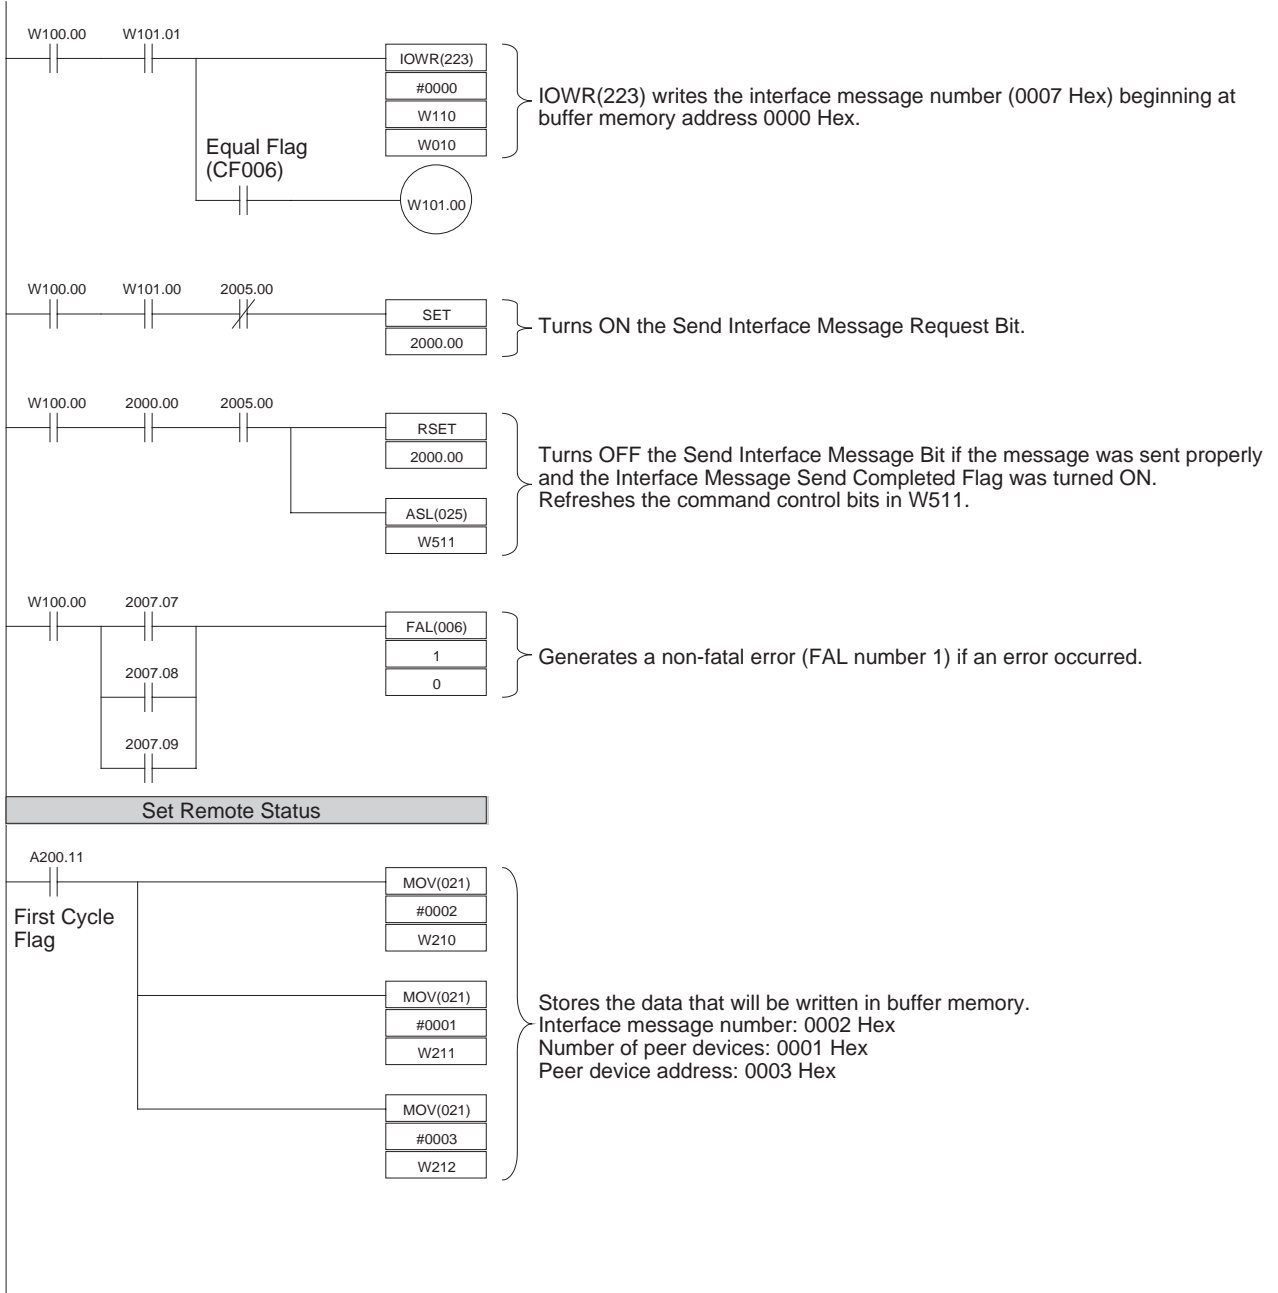 W100.00 W101.01
IOWR(223)
#0000
W110
W010
IOWR(223) writes the interface message number (0007 Hex) beginning at
buffer memory address 0000 Hex.
Equal Flag
(CF006)
W101.00
W100.00 W101.00 2005.00
SET
2000.00
Turns ON the Send Interface Message Request Bit.
W100.00 2000.00 2005.00
RSET
2000.00
ASL(025)
W511
Turns OFF the Send Interface Message Bit if the message was sent properly
and the Interface Message Send Completed Flag was turned ON.
Refreshes the command control bits in W511.
W100.00 2007.07
2007.08
2007.09
FAL(006)
1
0
Generates a non-fatal error (FAL number 1) if an error occurred.
Set Remote Status
A200.11
First Cycle
Flag
MOV(021)
#0002
W210
MOV(021)
#0001
W211
MOV(021)
#0003
W212
Stores the data that will be written in buffer memory.
Interface message number: 0002 Hex
Number of peer devices: 0001 Hex
Peer device address: 0003 Hex